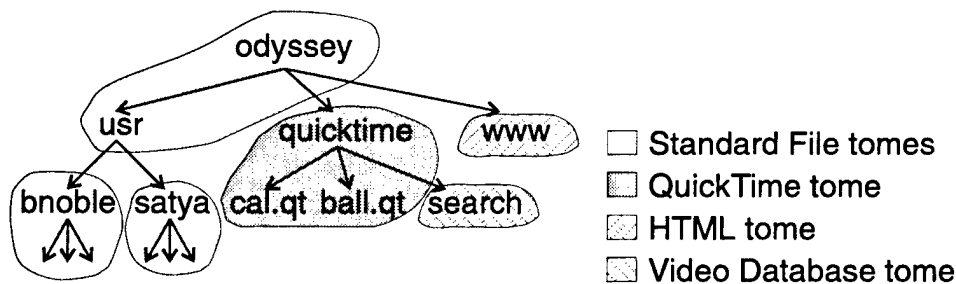 odyssey
usr
quicktime
www
bnoble
satya
cal.qt
ball.qt
search
Standard File tomes
QuickTime tome
HTML tome
Video Database tome